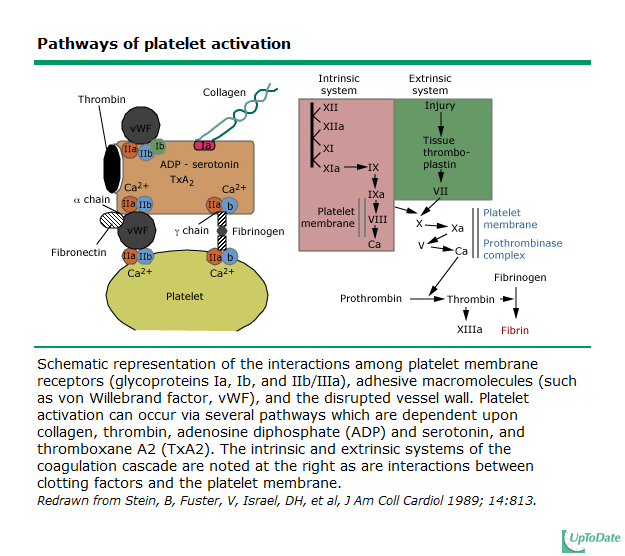 Pathways of platelet activation
Thrombin
Collagen
vWF
Ib
IIa
IIb
Ia
ADP - serotonin
TxA2
Ca2+
Ca2+
α chain
IIa
IIb
IIa
b
Fibronectin
vWF
γ chain
Fibrinogen
IIa
IIb
IIa
b
Ca2+
Ca2+
Platelet
Intrinsic
system
Extrinsic
system
XII
XIIa
XI
XIa
IX
IXa
Platelet
membrane
VIII
Ca
Injury
Tissue
thrombo-
plastin
VII
X
Xa
V
Ca
Platelet
membrane
Prothrombinase
complex
Fibrinogen
Prothrombin
Thrombin
XIIIa
Fibrin
Schematic representation of the interactions among platelet membrane
receptors (glycoproteins Ia, Ib, and IIb/IIIa), adhesive macromolecules (such
as von Willebrand factor, vWF), and the disrupted vessel wall. Platelet
activation can occur via several pathways which are dependent upon
collagen, thrombin, adenosine diphosphate (ADP) and serotonin, and
thromboxane A2 (TxA2). The intrinsic and extrinsic systems of the
coagulation cascade are noted at the right as are interactions between
clotting factors and the platelet membrane.
Redrawn from Stein, B, Fuster, V, Israel, DH, et al, J Am Coll Cardiol 1989; 14:813.
UpToDate